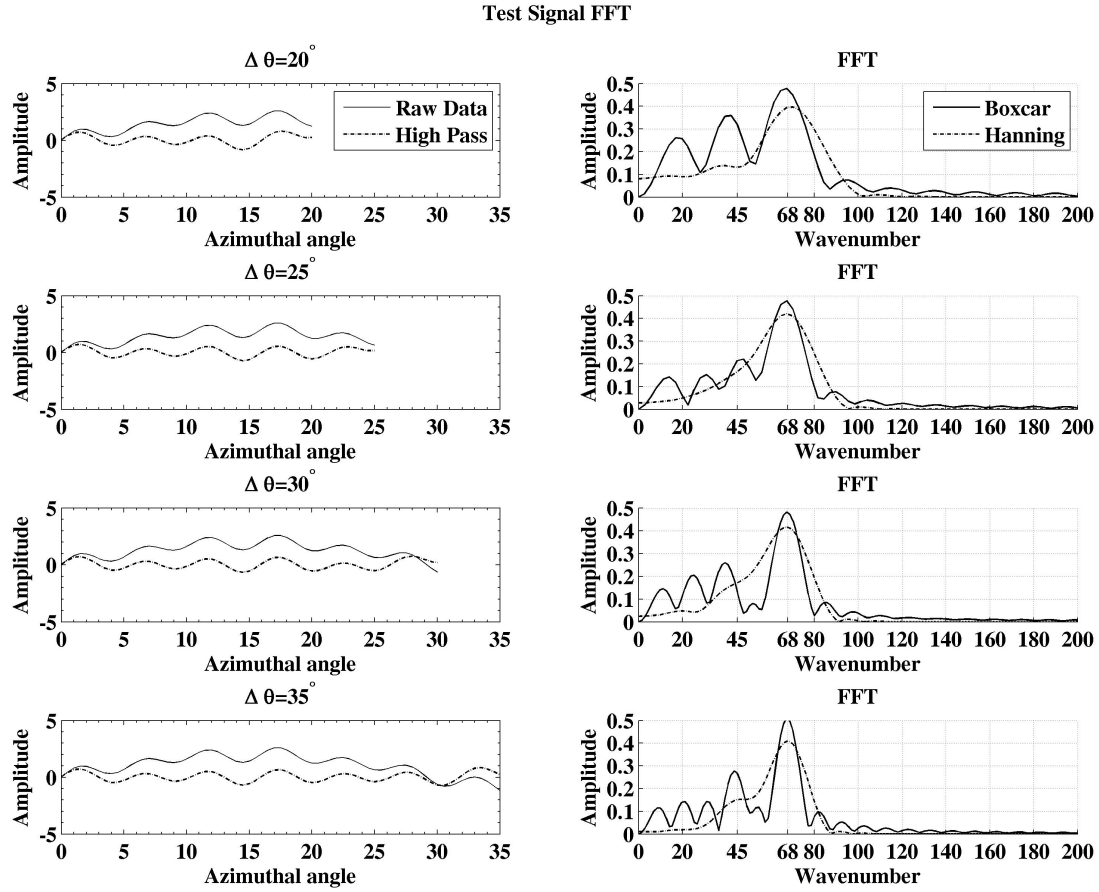 Test Signal FFT
Δ θ=20°
Amplitude
5
0
-5
Raw Data
High Pass
0 5 10 15 20 25 30 35
Azimuthal angle
FFT
Amplitude
0.5
0.4
0.3
0.2
0.1
0
Boxcar
Hanning
0 20 45 68 80 100 120 140 160 180 200
Wavenumber
Δ θ=25°
Amplitude
5
0
-5
0 5 10 15 20 25 30 35
Azimuthal angle
FFT
Amplitude
0.5
0.4
0.3
0.2
0.1
0
0 20 45 68 80 100 120 140 160 180 200
Wavenumber
Δ θ=30°
Amplitude
5
0
-5
0 5 10 15 20 25 30 35
Azimuthal angle
FFT
Amplitude
0.5
0.4
0.3
0.2
0.1
0
0 20 45 68 80 100 120 140 160 180 200
Wavenumber
Δ θ=35°
Amplitude
5
0
-5
0 5 10 15 20 25 30 35
Azimuthal angle
FFT
Amplitude
0.5
0.4
0.3
0.2
0.1
0
0 20 45 68 80 100 120 140 160 180 200
Wavenumber